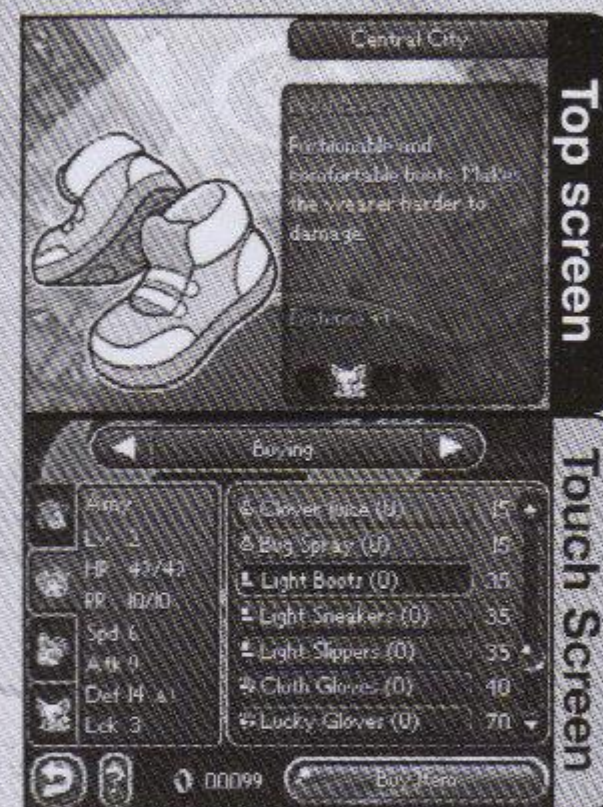 Top screen
Central City
Fashionable and
comfortable boots. Makes
the wearer harder to
damage.
Touch Screen
Buying
Amy
Lv 2
HP 42/42
PP 10/10
Spd 6
Atk 9
Def 14
Lck 3
Clover Juice (0) 15
Bug Spray (0) 15
Light Boots (0) 35
Light Sneakers (0) 35
Light Slippers (0) 35
Cloth Gloves (0) 40
Lucky Gloves (0) 70
?
00099
Buy Item